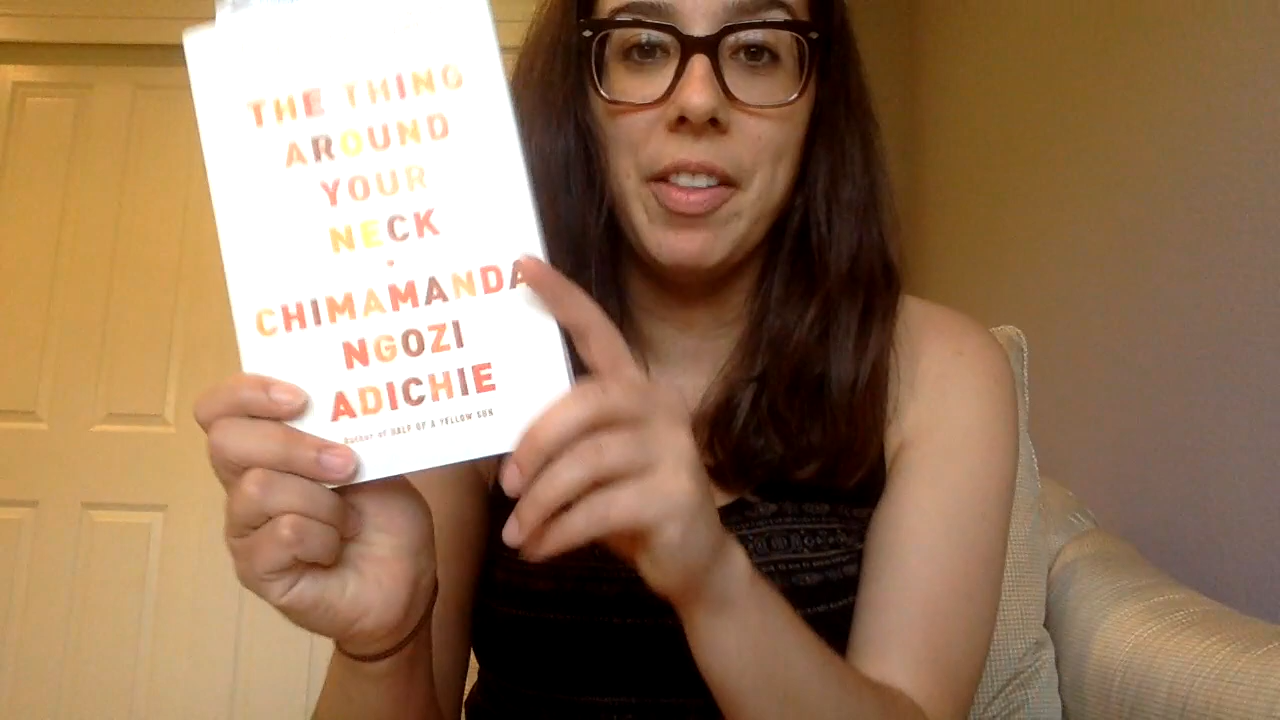 THE THING
AROUND
YOUR
NECK
CHIMAMANDA
NGOZI
ADICHIE
Author of HALF OF A YELLOW SUN